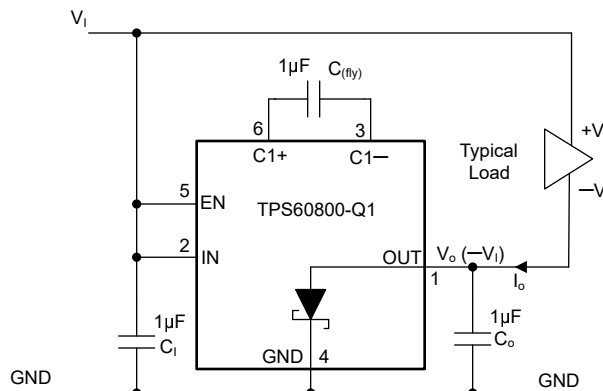 V_I
1µF C_(fly)
6 3
C1+ C1—
+V
Typical
Load
—V
5 EN
TPS60800-Q1
2 IN
OUT V_o (—V_I)
1 I_o
1µF
C_I
1µF
C_o
GND 4
GND GND